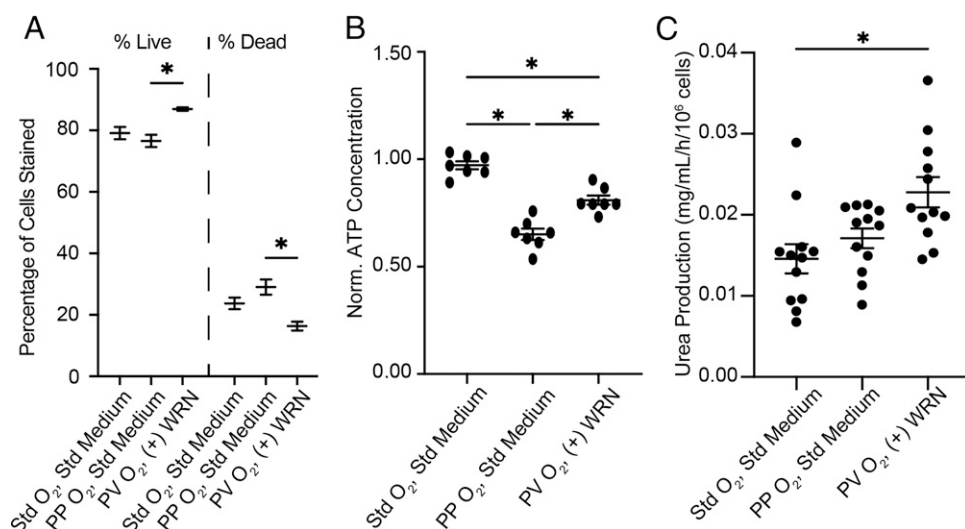 A
% Live
% Dead
*
*
Percentage of Cells Stained
100
80
60
40
20
0
Std O₂, Std Medium
PP O₂, Std Medium
PV O₂, (+) WRN
Std O₂, Std Medium
PP O₂, Std Medium
PV O₂, (+) WRN
B
*
*
*
Norm. ATP Concentration
1.50
1.00
0.50
0.00
Std O₂, Std Medium
PP O₂, Std Medium
PV O₂, (+) WRN
C
*
Urea Production (mg/mL/h/10⁶ cells)
0.04
0.03
0.02
0.01
0.00
Std O₂, Std Medium
PP O₂, Std Medium
PV O₂, (+) WRN